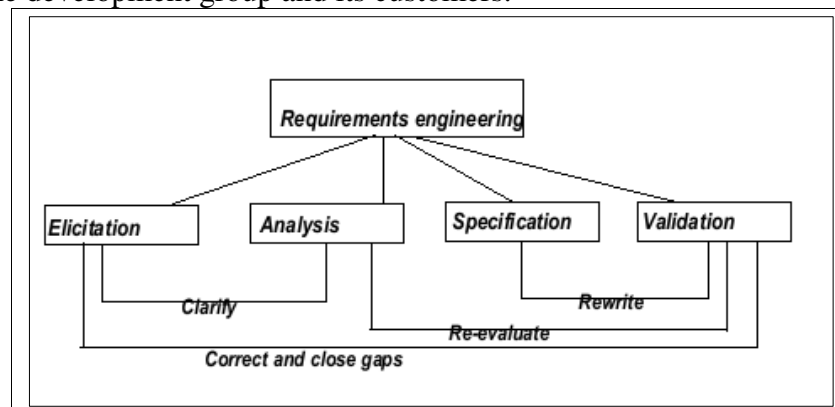 development group and its customers.
Requirements engineering
Elicitation
Analysis
Specification
Validation
Clarify
Rewrite
Re-evaluate
Correct and close gaps